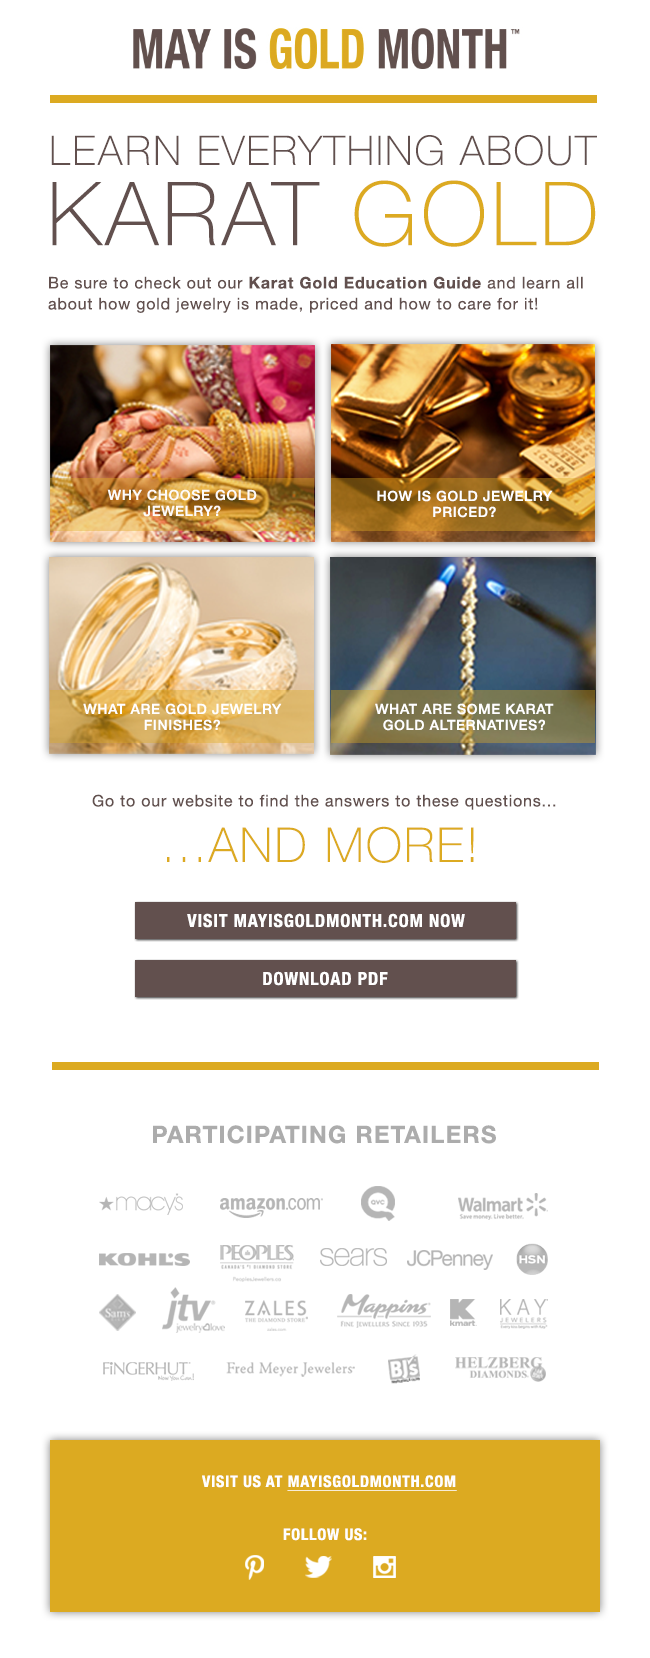 MAY IS GOLD MONTH™
LEARN EVERYTHING ABOUT
KARAT GOLD
Be sure to check out our Karat Gold Education Guide and learn all
about how gold jewelry is made, priced and how to care for it!
WHY CHOOSE GOLD
JEWELRY?
HOW IS GOLD JEWELRY
PRICED?
WHAT ARE GOLD JEWELRY
FINISHES?
WHAT ARE SOME KARAT
GOLD ALTERNATIVES?
Go to our website to find the answers to these questions...
...AND MORE!
VISIT MAYISGOLDMONTH.COM NOW
DOWNLOAD PDF
PARTICIPATING RETAILERS
macy's
amazon.com
QVC
Walmart
Save money. Live better.
KOHL'S
PEOPLES
CANADA'S #1 DIAMOND STORE
PeoplesJewellers.ca
sears
JCPenney
HSN
Sam's
jtv
jewelry love
ZALES
THE DIAMOND STORE
Mappins
FINE JEWELLERS SINCE 1935
kmart
KAY
JEWELERS
FINGERHUT
Now You Can!
Fred Meyer Jewelers
BJ's
HELZBERG
DIAMONDS
VISIT US AT MAYISGOLDMONTH.COM
FOLLOW US: